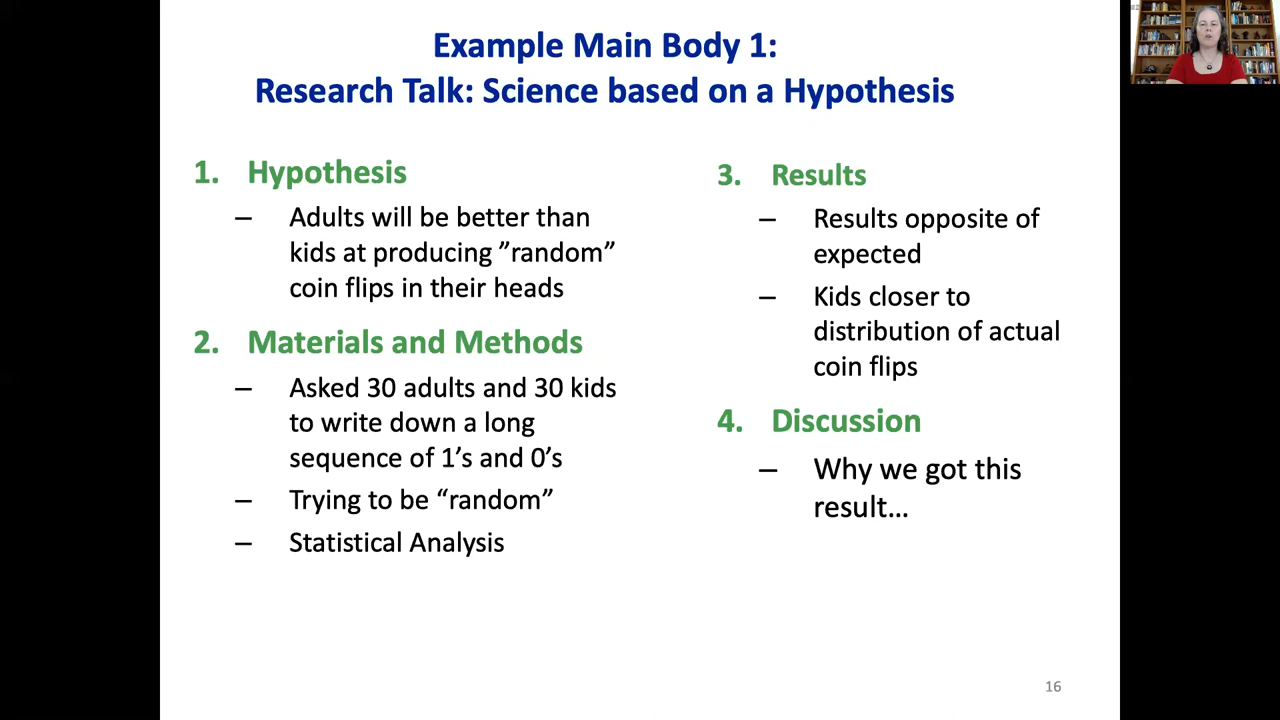 Example Main Body 1:
Research Talk: Science based on a Hypothesis
1. Hypothesis
– Adults will be better than
kids at producing ”random”
coin flips in their heads
2. Materials and Methods
– Asked 30 adults and 30 kids
to write down a long
sequence of 1’s and 0’s
– Trying to be “random”
– Statistical Analysis
3. Results
– Results opposite of
expected
– Kids closer to
distribution of actual
coin flips
4. Discussion
– Why we got this
result…
16